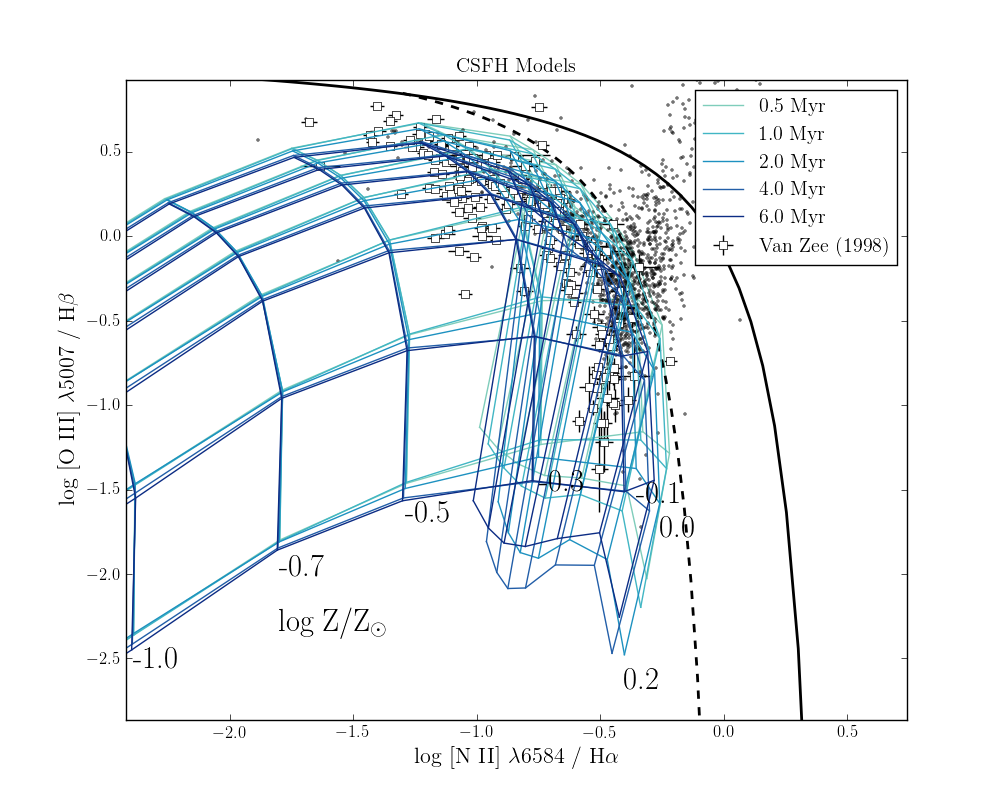 CSFH Models
0.5 Myr
1.0 Myr
2.0 Myr
4.0 Myr
6.0 Myr
Van Zee (1998)
log [O III] λ5007 / Hβ
0.5
0.0
−0.5
−1.0
−1.5
−2.0
−2.5
-0.3
-0.1
-0.5
0.0
-0.7
log Z/Z☉
-1.0
0.2
−2.0 −1.5 −1.0 −0.5 0.0 0.5
log [N II] λ6584 / Hα